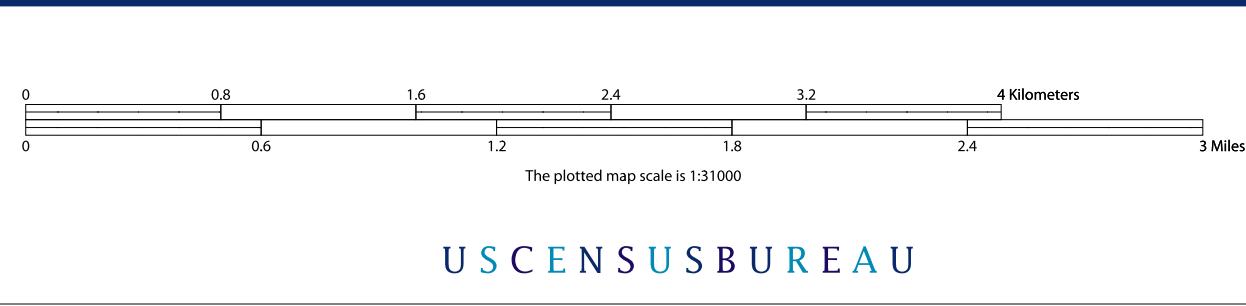 0 0.8 1.6 2.4 3.2 4 Kilometers
0 0.6 1.2 1.8 2.4 3 Miles
The plotted map scale is 1:31000
USCENSUSBUREAU